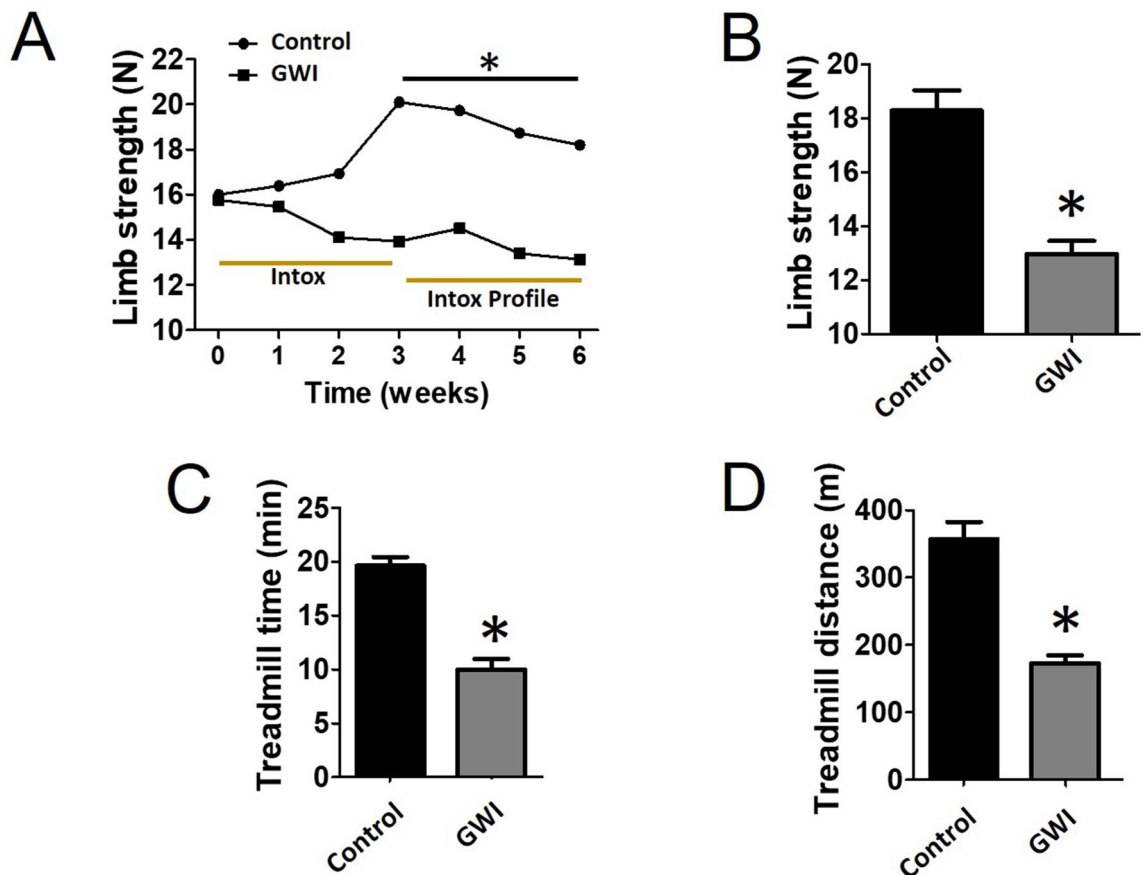 A
Control
GWI
*
Limb strength (N)
22
20
18
16
14
12
10
Intox
Intox Profile
0 1 2 3 4 5 6
Time (weeks)
B
Limb strength (N)
20
18
16
14
12
10
*
Control
GWI
C
Treadmill time (min)
25
20
15
10
5
0
*
Control
GWI
D
Treadmill distance (m)
400
300
200
100
0
*
Control
GWI